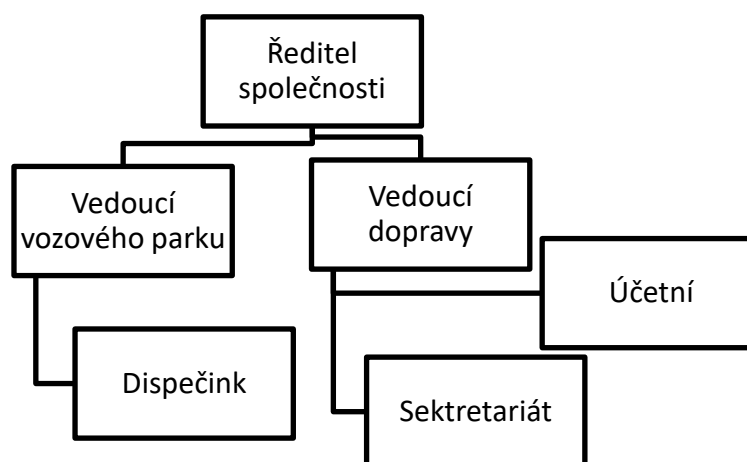 Ředitel
společnosti
Vedoucí
vozového parku
Vedoucí
dopravy
Účetní
Dispečink
Sektretariát